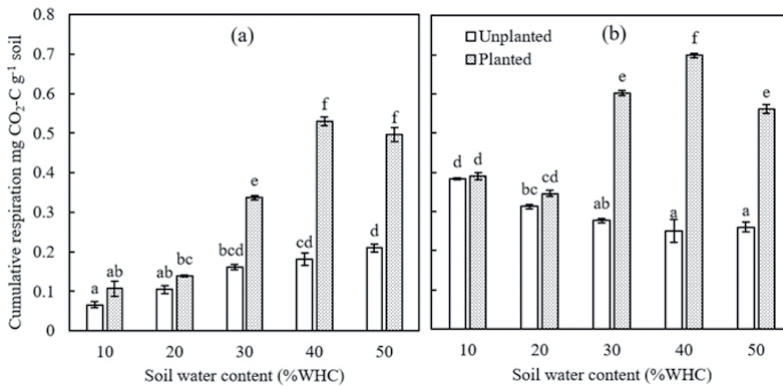 Cumulative respiration mg CO₂-C g⁻¹ soil
0.8
0.7
0.6
0.5
0.4
0.3
0.2
0.1
0
(a)
a ab ab bc bcd e cd f d f
10 20 30 40 50
Soil water content (%WHC)
(b)
Unplanted
Planted
d d bc cd ab e a f a e
10 20 30 40 50
Soil water content (%WHC)